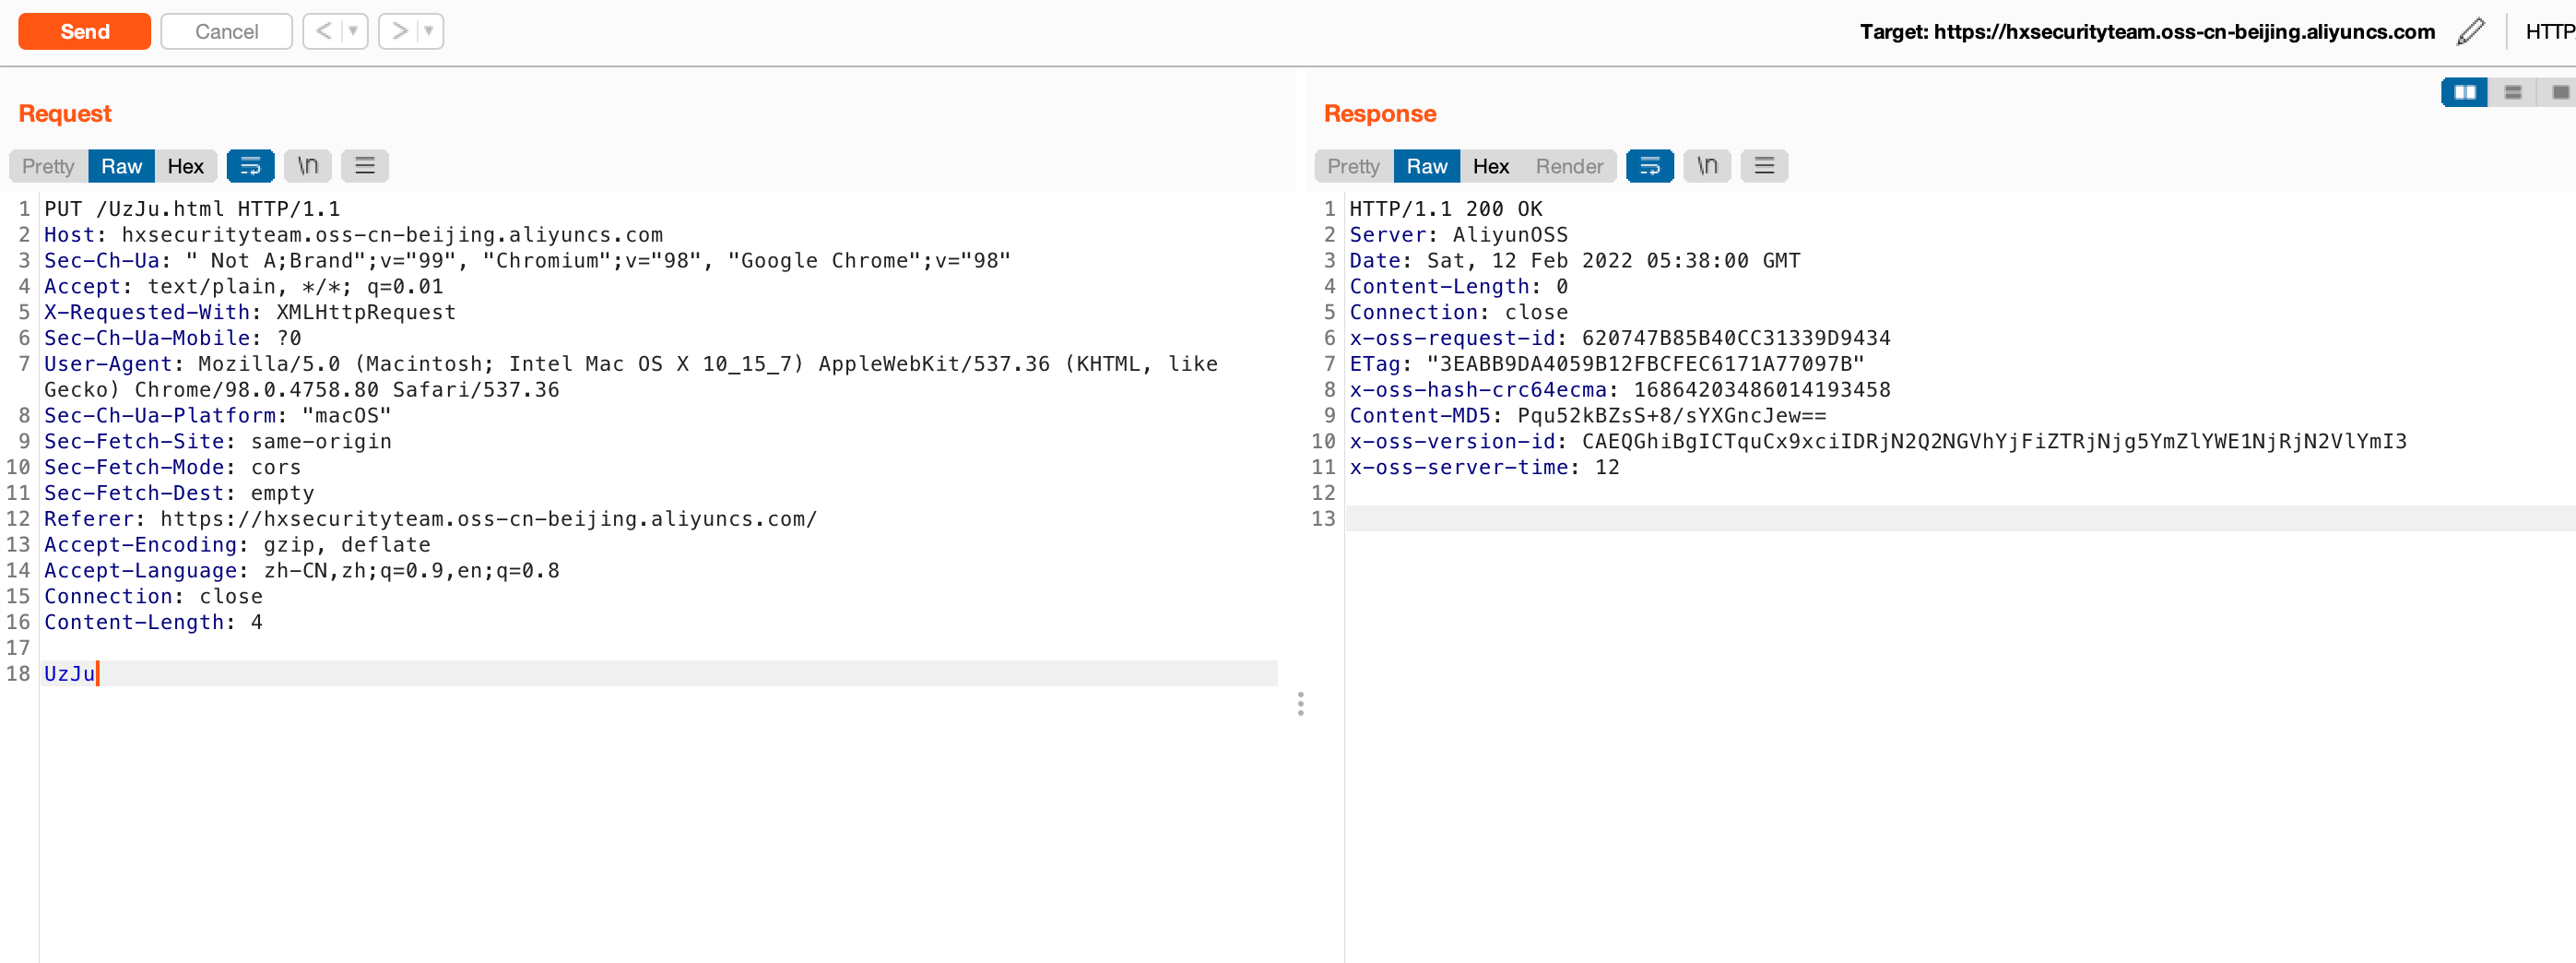 Send Cancel < > Target: https://hxsecurityteam.oss-cn-beijing.aliyuncs.com HTTP
Request
Pretty Raw Hex \n
1 PUT /UzJu.html HTTP/1.1
2 Host: hxsecurityteam.oss-cn-beijing.aliyuncs.com
3 Sec-Ch-Ua: " Not A;Brand";v="99", "Chromium";v="98", "Google Chrome";v="98"
4 Accept: text/plain, */*; q=0.01
5 X-Requested-With: XMLHttpRequest
6 Sec-Ch-Ua-Mobile: ?0
7 User-Agent: Mozilla/5.0 (Macintosh; Intel Mac OS X 10_15_7) AppleWebKit/537.36 (KHTML, like
Gecko) Chrome/98.0.4758.80 Safari/537.36
8 Sec-Ch-Ua-Platform: "macOS"
9 Sec-Fetch-Site: same-origin
10 Sec-Fetch-Mode: cors
11 Sec-Fetch-Dest: empty
12 Referer: https://hxsecurityteam.oss-cn-beijing.aliyuncs.com/
13 Accept-Encoding: gzip, deflate
14 Accept-Language: zh-CN,zh;q=0.9,en;q=0.8
15 Connection: close
16 Content-Length: 4
17
18 UzJu
Response
Pretty Raw Hex Render \n
1 HTTP/1.1 200 OK
2 Server: AliyunOSS
3 Date: Sat, 12 Feb 2022 05:38:00 GMT
4 Content-Length: 0
5 Connection: close
6 x-oss-request-id: 620747B85B40CC31339D9434
7 ETag: "3EABB9DA4059B12FBCFEC6171A77097B"
8 x-oss-hash-crc64ecma: 16864203486014193458
9 Content-MD5: Pqu52kBZsS+8/sYXGncJew==
10 x-oss-version-id: CAEQGhiBgICTquCx9xciIDRjN2Q2NGVhYjFiZTRjNjg5YmZlYWE1NjRjN2VlYmI3
11 x-oss-server-time: 12
12
13